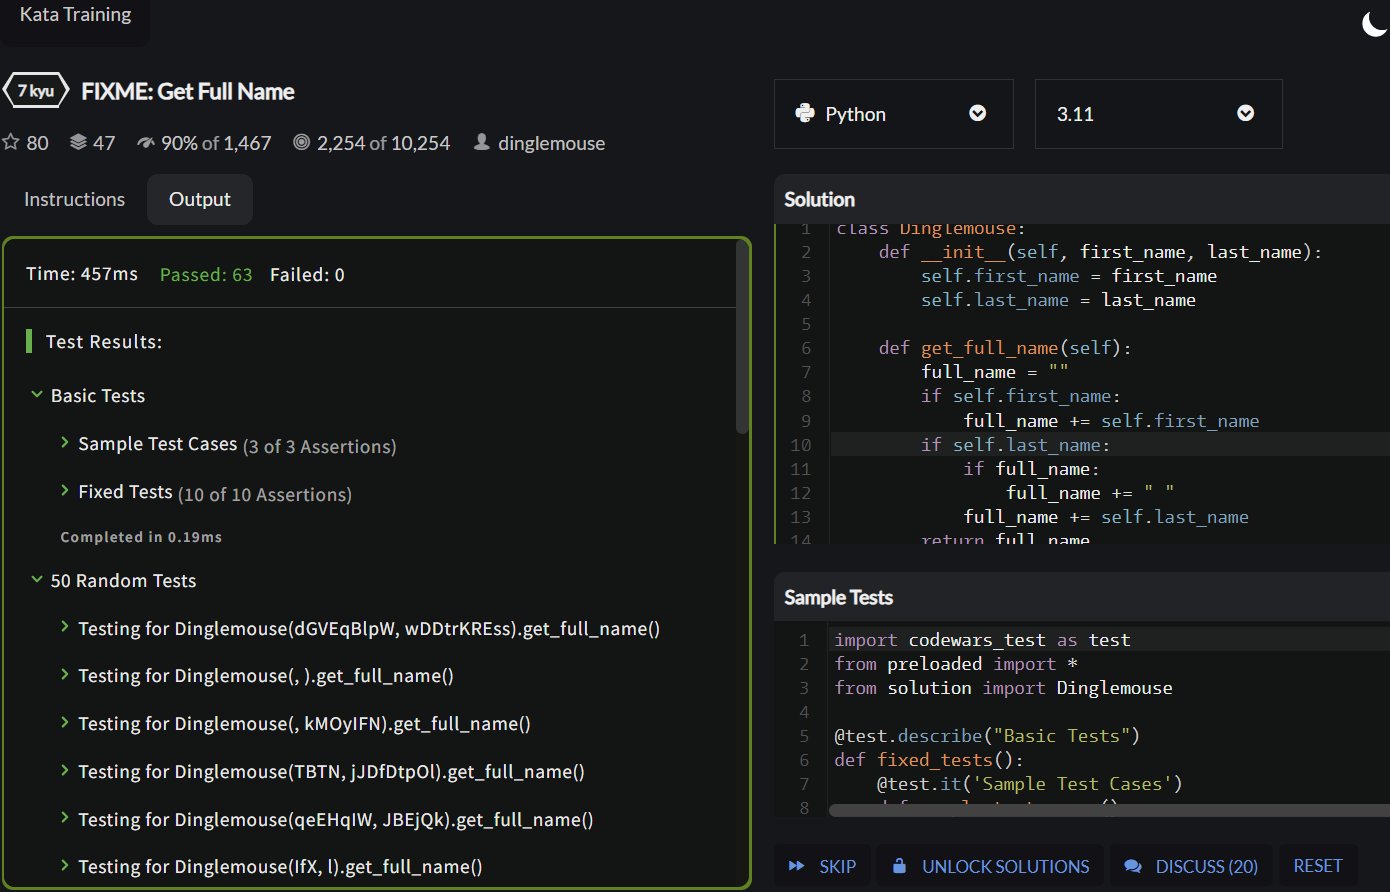 Kata Training
7 kyu FIXME: Get Full Name
80 47 90% of 1,467 2,254 of 10,254 dinglemouse
Instructions Output
Time: 457ms Passed: 63 Failed: 0
Test Results:
Basic Tests
Sample Test Cases (3 of 3 Assertions)
Fixed Tests (10 of 10 Assertions)
Completed in 0.19ms
50 Random Tests
Testing for Dinglemouse(dGVEqBlpW, wDDtrKREss).get_full_name()
Testing for Dinglemouse(, ).get_full_name()
Testing for Dinglemouse(, kMOyIFN).get_full_name()
Testing for Dinglemouse(TBTN, jJDfDtpOl).get_full_name()
Testing for Dinglemouse(qeEHqIW, JBEjQk).get_full_name()
Testing for Dinglemouse(IfX, l).get_full_name()
Python 3.11
Solution
1 class Dinglemouse:
2     def __init__(self, first_name, last_name):
3         self.first_name = first_name
4         self.last_name = last_name
5
6     def get_full_name(self):
7         full_name = ""
8         if self.first_name:
9             full_name += self.first_name
10         if self.last_name:
11             if full_name:
12                 full_name += " "
13             full_name += self.last_name
14         return full_name
Sample Tests
1 import codewars_test as test
2 from preloaded import *
3 from solution import Dinglemouse
4
5 @test.describe("Basic Tests")
6 def fixed_tests():
7     @test.it('Sample Test Cases')
8
SKIP UNLOCK SOLUTIONS DISCUSS (20) RESET